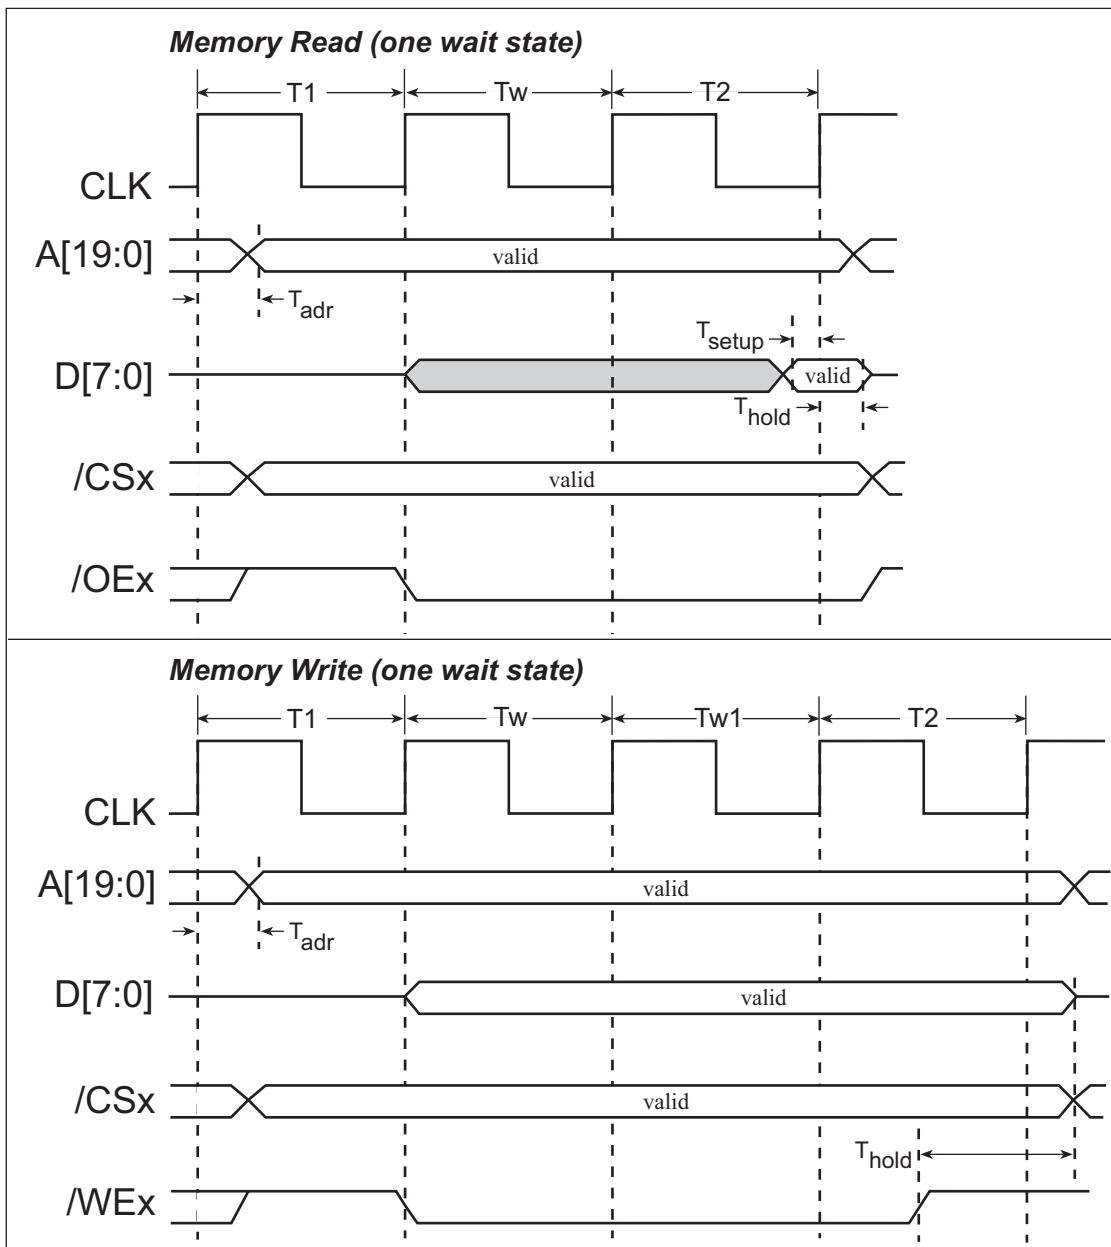 Memory Read (one wait state)
T1 Tw T2
CLK
A[19:0] valid
Tadr
Tsetup
D[7:0] valid
Thold
/CSx valid
/OEx
Memory Write (one wait state)
T1 Tw Tw1 T2
CLK
A[19:0] valid
Tadr
D[7:0] valid
/CSx valid
Thold
/WEx